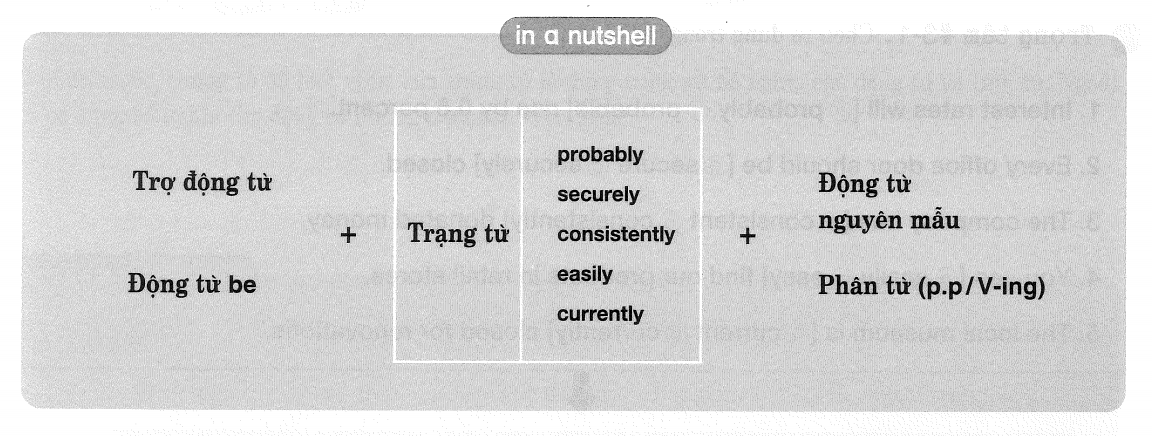 in a nutshell
Trợ động từ
Động từ be
+
Trạng từ
probably
securely
consistently
easily
currently
+
Động từ
nguyên mẫu
Phân từ (p.p/V-ing)